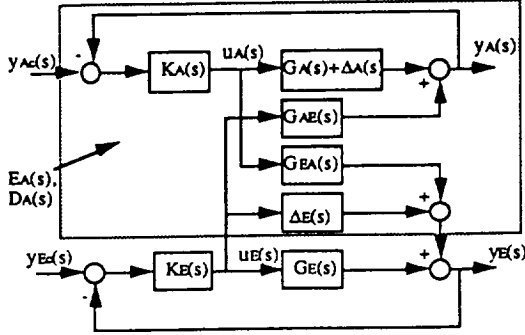 -
yAc(s)
KA(s)
uA(s)
GA(s)+ΔA(s)
+
yA(s)
GAE(s)
GEA(s)
EA(s),
DA(s)
+
ΔE(s)
yEc(s)
-
KE(s)
uE(s)
GE(s)
+
yE(s)